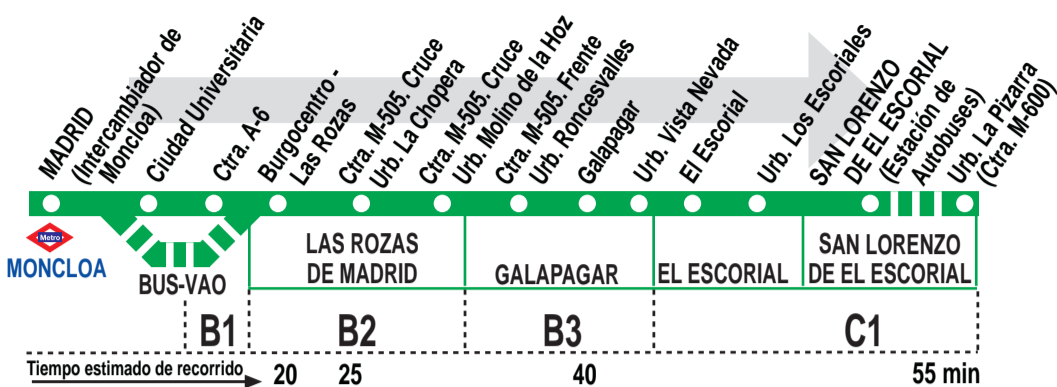 MADRID
(Intercambiador de
Moncloa)
Ciudad Universitaria
Ctra. A-6
Burgocentro -
Las Rozas
Ctra. M-505. Cruce
Urb. La Chopera
Ctra. M-505. Cruce
Urb. Molino de la Hoz
Ctra. M-505. Frente
Urb. Roncesvalles
Galapagar
Urb. Vista Nevada
El Escorial
Urb. Los Escoriales
SAN LORENZO
DE EL ESCORIAL
(Estación de
Autobuses)
Urb. La Pizarra
(Ctra. M-600)
Metro
MONCLOA
BUS-VAO
LAS ROZAS
DE MADRID
GALAPAGAR
EL ESCORIAL
SAN LORENZO
DE EL ESCORIAL
B1 B2 B3 C1
Tiempo estimado de recorrido 20 25 40 55 min